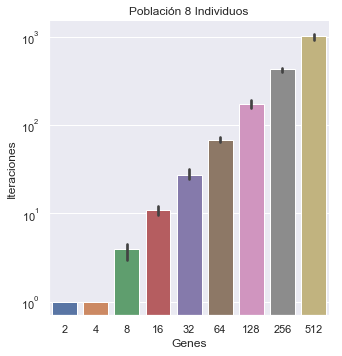 Población 8 Individuos
Iteraciones
10³
10²
10¹
10⁰
2 4 8 16 32 64 128 256 512
Genes